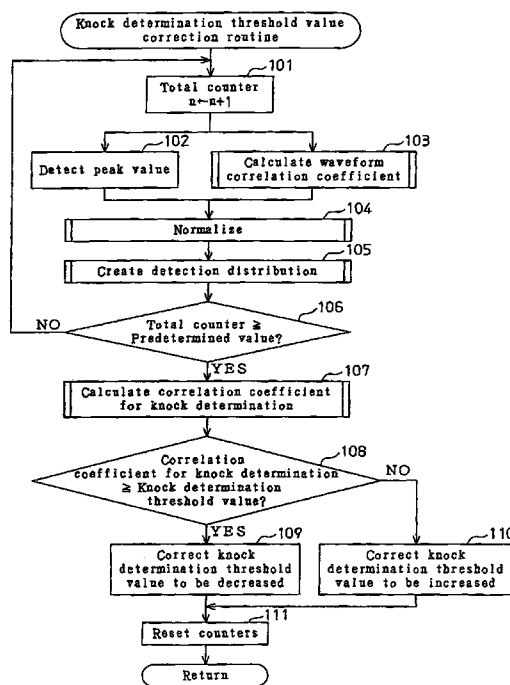 Knock determination threshold value
correction routine
101
Total counter
n←n+1
102
Detect peak value
103
Calculate waveform
correlation coefficient
104
Normalize
105
Create detection distribution
106
Total counter ≧
Predetermined value?
NO
YES
107
Calculate correlation coefficient
for knock determination
108
Correlation
coefficient for knock determination
≧ Knock determination
threshold value?
NO
YES
109
Correct knock
determination threshold
value to be decreased
110
Correct knock
determination threshold
value to be increased
111
Reset counters
Return